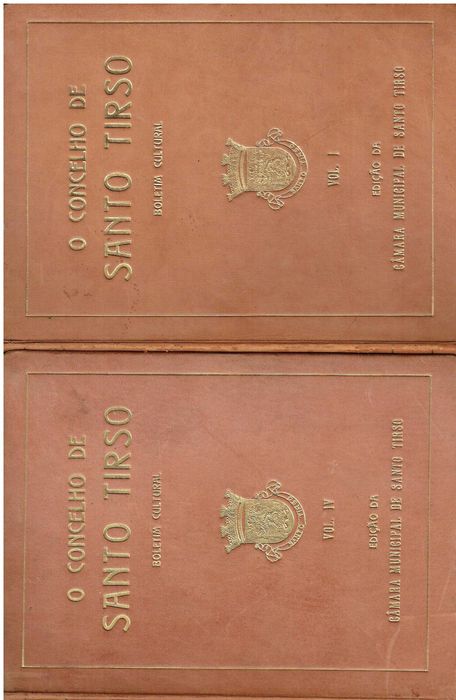 O CONCELHO DE
SANTO TIRSO
BOLETIM CULTURAL
VOL. I
EDIÇÃO DA
CÂMARA MUNICIPAL DE SANTO TIRSO
O CONCELHO DE
SANTO TIRSO
BOLETIM CULTURAL
VOL. IV
EDIÇÃO DA
CÂMARA MUNICIPAL DE SANTO TIRSO